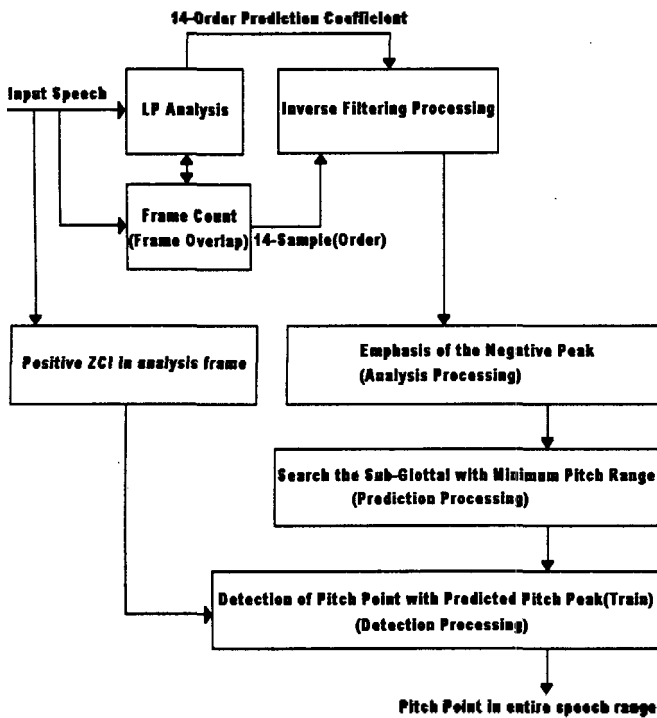 14-Order Prediction Coefficient
Input Speech
LP Analysis
Inverse Filtering Processing
Frame Count
(Frame Overlap)
14-Sample(Order)
Positive ZCI in analysis frame
Emphasis of the Negative Peak
(Analysis Processing)
Search the Sub-Glottal with Minimum Pitch Range
(Prediction Processing)
Detection of Pitch Point with Predicted Pitch Peak(Train)
(Detection Processing)
Pitch Point in entire speech range